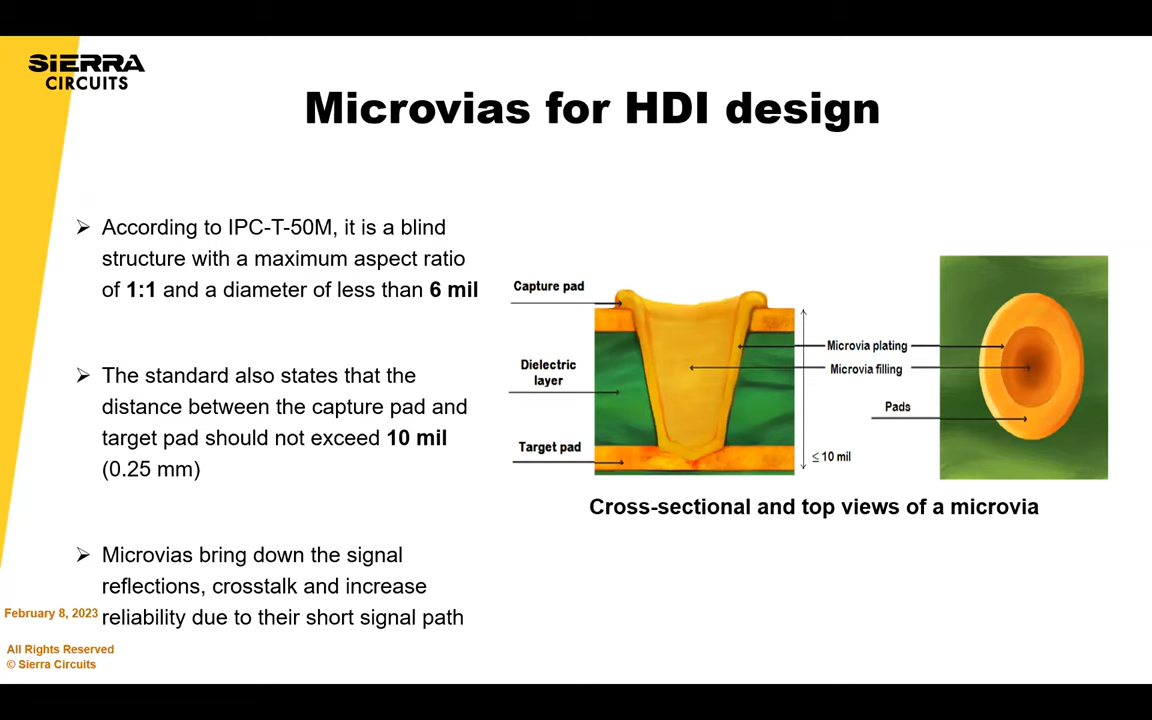 SIERRA
CIRCUITS
Microvias for HDI design
➢ According to IPC-T-50M, it is a blind
structure with a maximum aspect ratio
of 1:1 and a diameter of less than 6 mil
➢ The standard also states that the
distance between the capture pad and
target pad should not exceed 10 mil
(0.25 mm)
➢ Microvias bring down the signal
reflections, crosstalk and increase
reliability due to their short signal path
Capture pad
Dielectric
layer
Target pad
Microvia plating
Microvia filling
Pads
≤ 10 mil
Cross-sectional and top views of a microvia
February 8, 2023
All Rights Reserved
© Sierra Circuits